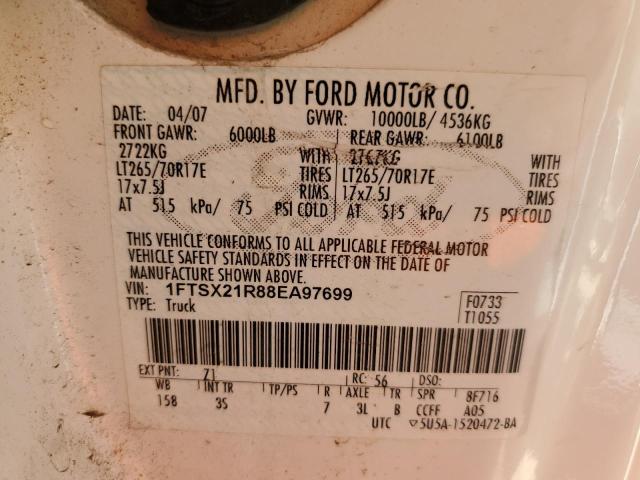 MFD. BY FORD MOTOR CO.
DATE: 04/07 GVWR: 10000LB/ 4536KG
FRONT GAWR: 6000LB REAR GAWR: 6100LB
2722KG WITH 2767KG WITH
LT265/70R17E TIRES LT265/70R17E TIRES
17x7.5J RIMS 17x7.5J RIMS
AT 515 kPa/ 75 PSI COLD AT 515 kPa/ 75 PSI COLD
THIS VEHICLE CONFORMS TO ALL APPLICABLE FEDERAL MOTOR
VEHICLE SAFETY STANDARDS IN EFFECT ON THE DATE OF
MANUFACTURE SHOWN ABOVE.
VIN: 1FTSX21R88EA97699
TYPE: Truck
F0733
T1055
EXT PNT: Z1 RC: 56 DSO:
WB INT TR TP/PS R AXLE TR SPR 8F716
158 3S 7 3L B CCFF A05
UTC 5U5A-1520472-BA